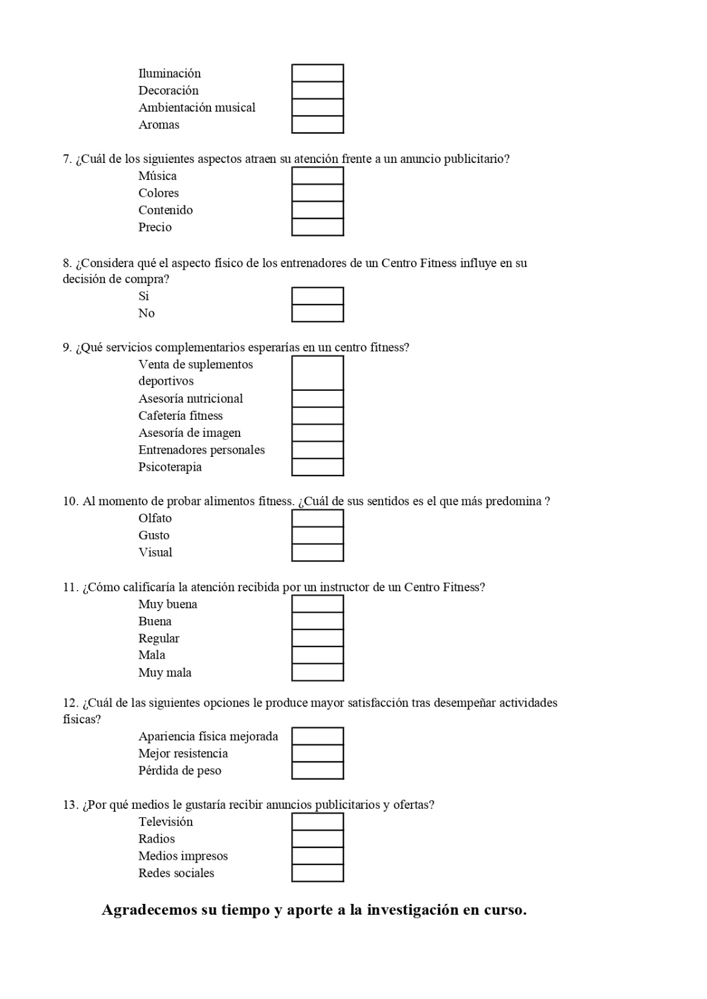 Iluminación
Decoración
Ambientación musical
Aromas
7. ¿Cuál de los siguientes aspectos atraen su atención frente a un anuncio publicitario?
Música
Colores
Contenido
Precio
8. ¿Considera qué el aspecto físico de los entrenadores de un Centro Fitness influye en su
decisión de compra?
Si
No
9. ¿Qué servicios complementarios esperarías en un centro fitness?
Venta de suplementos
deportivos
Asesoría nutricional
Cafetería fitness
Asesoría de imagen
Entrenadores personales
Psicoterapia
10. Al momento de probar alimentos fitness. ¿Cuál de sus sentidos es el que más predomina ?
Olfato
Gusto
Visual
11. ¿Cómo calificaría la atención recibida por un instructor de un Centro Fitness?
Muy buena
Buena
Regular
Mala
Muy mala
12. ¿Cuál de las siguientes opciones le produce mayor satisfacción tras desempeñar actividades
físicas?
Apariencia física mejorada
Mejor resistencia
Pérdida de peso
13. ¿Por qué medios le gustaría recibir anuncios publicitarios y ofertas?
Televisión
Radios
Medios impresos
Redes sociales
Agradecemos su tiempo y aporte a la investigación en curso.